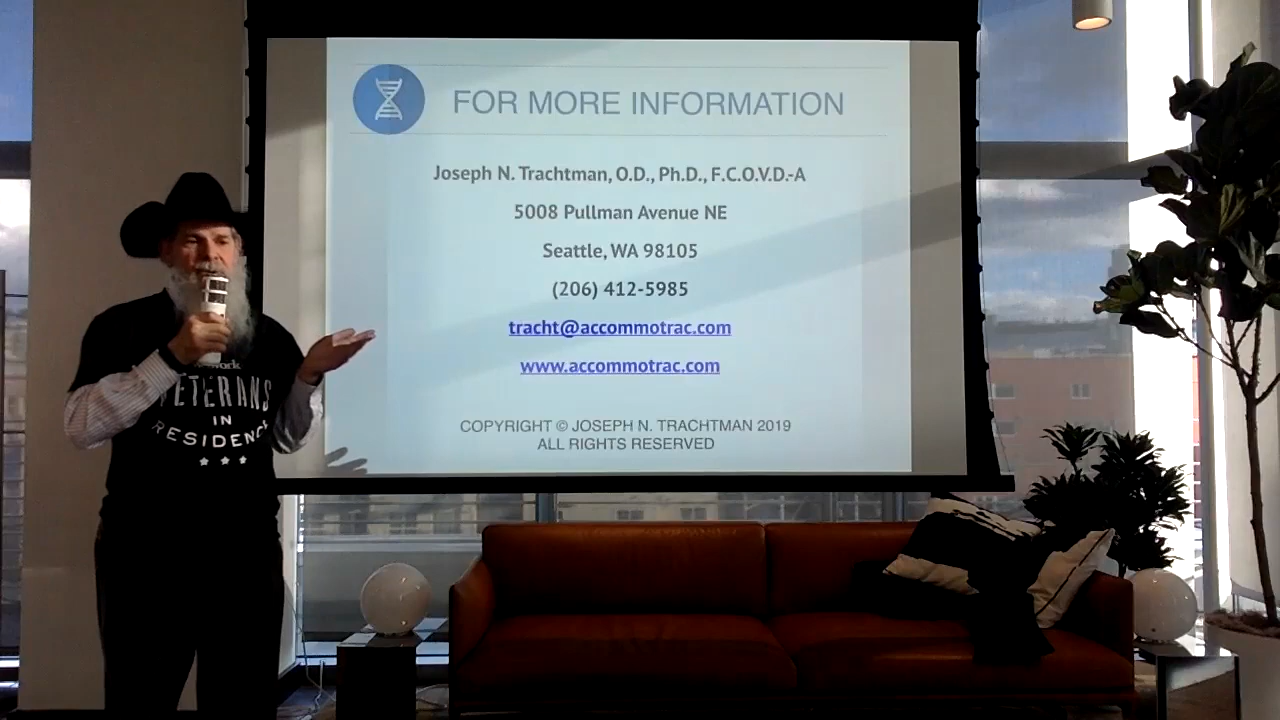 FOR MORE INFORMATION
Joseph N. Trachtman, O.D., Ph.D., F.C.O.V.D.-A
5008 Pullman Avenue NE
Seattle, WA 98105
(206) 412-5985
tracht@accommotrac.com
www.accommotrac.com
COPYRIGHT © JOSEPH N. TRACHTMAN 2019
ALL RIGHTS RESERVED
VETERANS
IN
RESIDENCE